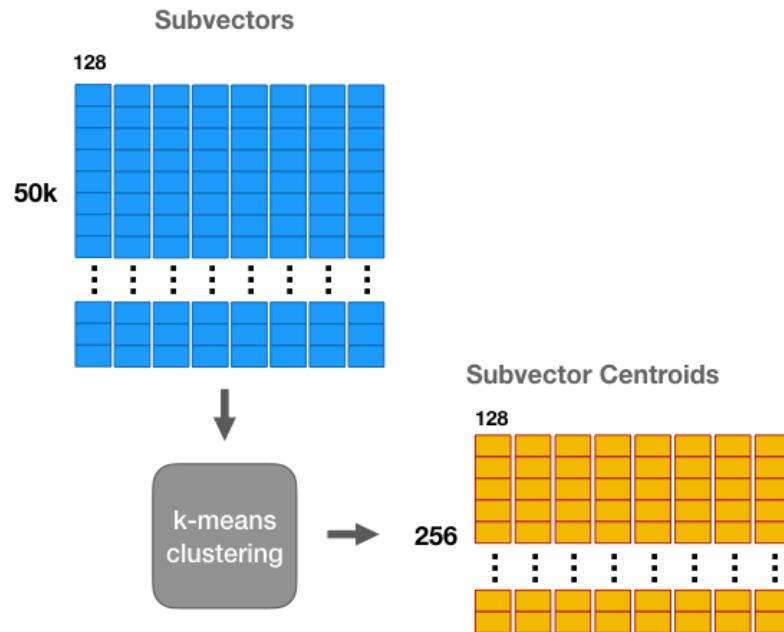 Subvectors
128
50k
Subvector Centroids
128
k-means
clustering
256